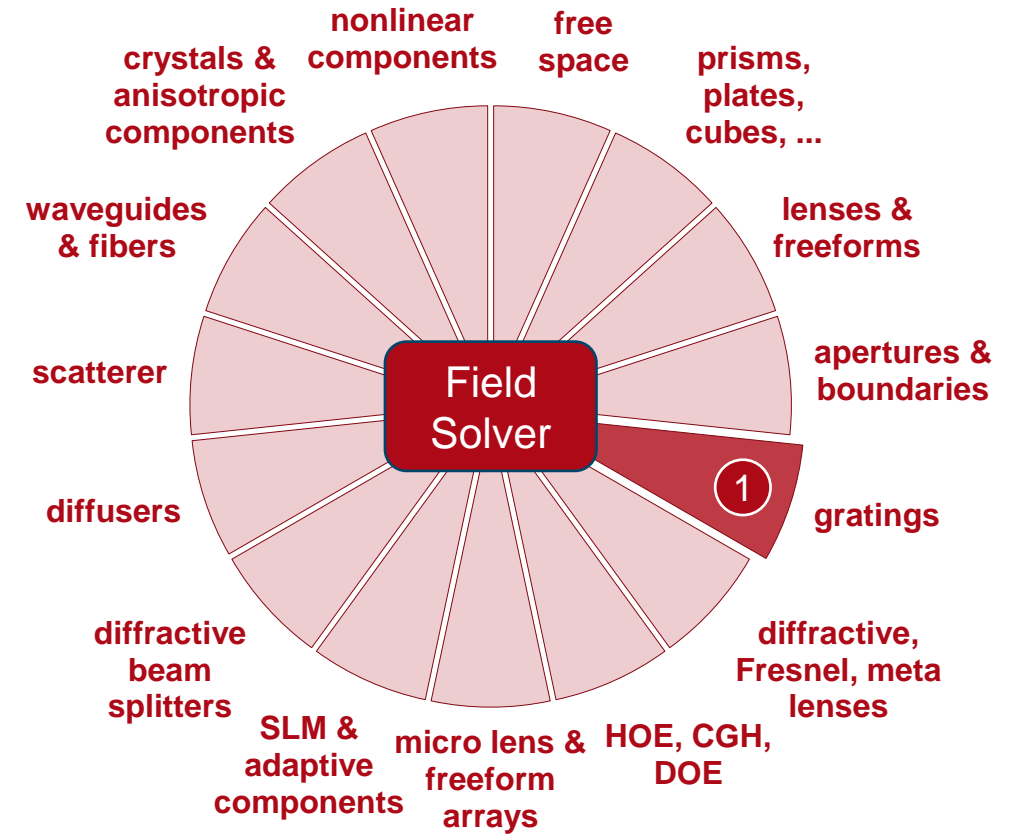 nonlinear
components
free
space
prisms,
plates,
cubes, ...
lenses &
freeforms
apertures &
boundaries
1
gratings
diffractive,
Fresnel, meta
lenses
HOE, CGH,
DOE
micro lens &
freeform
arrays
SLM &
adaptive
components
diffractive
beam
splitters
diffusers
scatterer
waveguides
& fibers
crystals &
anisotropic
components
Field
Solver